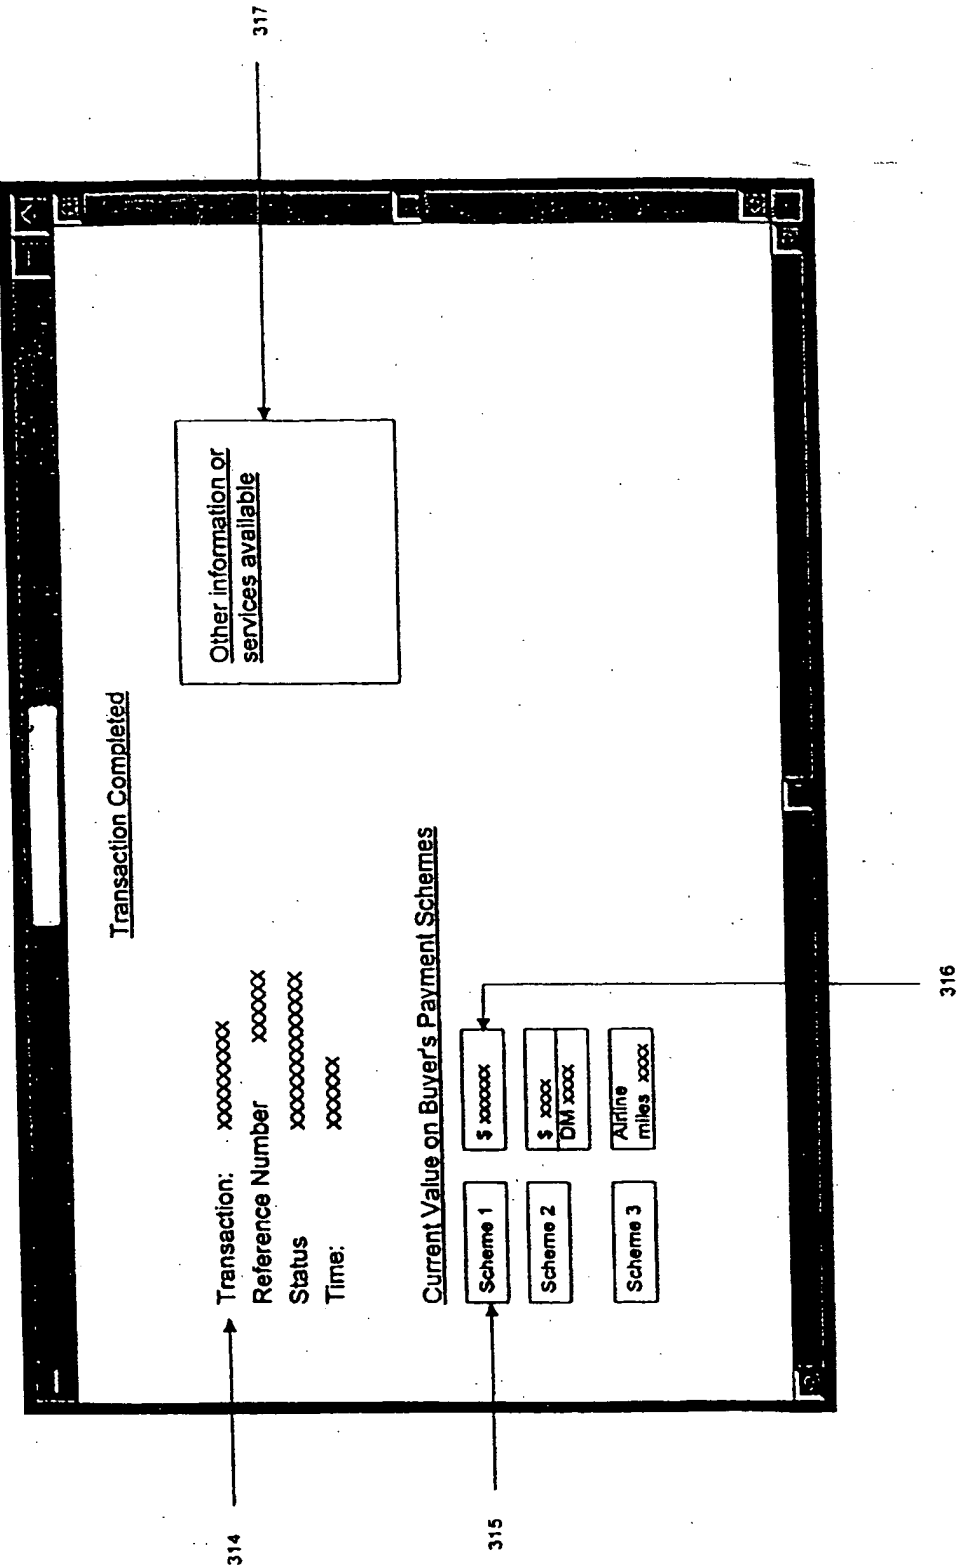 317
Transaction Completed
Other information or
services available
314
Transaction: xxxxxxxxx
Reference Number xxxxxx
Status xxxxxxxxxxxx
Time: xxxxxx
Current Value on Buyer's Payment Schemes
315
Scheme 1 $ xxxxxx
Scheme 2 $ xxxx
DM xxxx
Scheme 3 Airline
miles xxxx
316